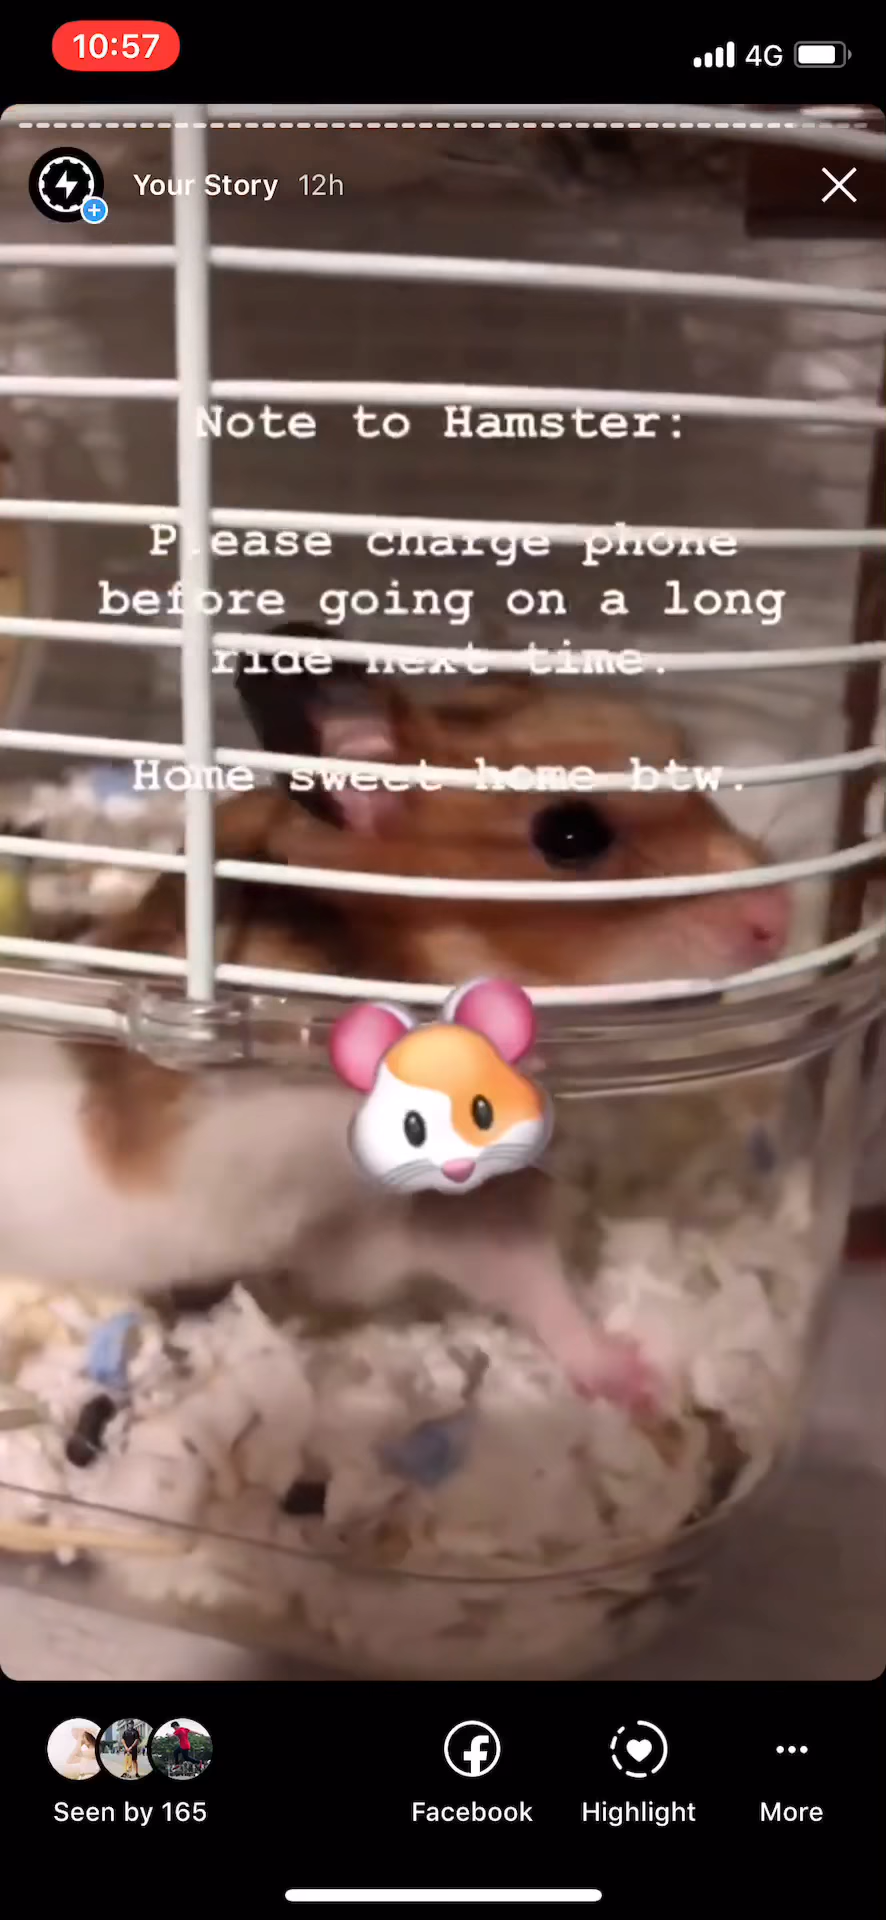 10:57
4G
Your Story 12h
Note to Hamster:
Please charge phone
before going on a long
ride next time.
Home sweet home btw.
Seen by 165
Facebook
Highlight
More